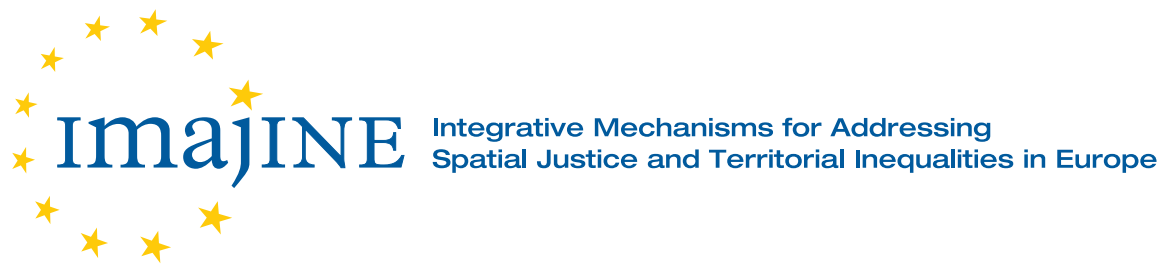 IMAJINE
Integrative Mechanisms for Addressing
Spatial Justice and Territorial Inequalities in Europe